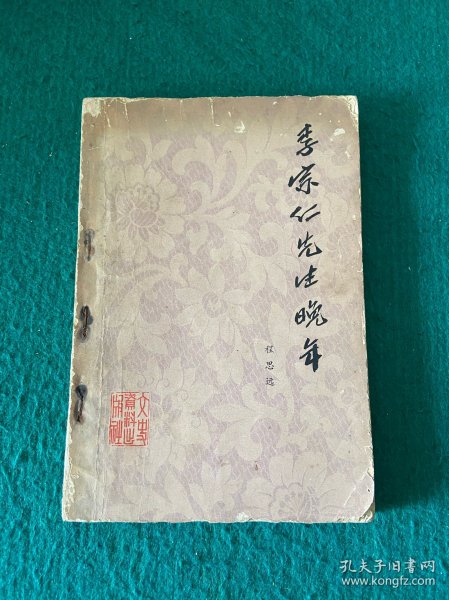 李宗仁先生晚年
程思远
文史
資料出
版社
孔夫子旧书网
www.kongfz.com